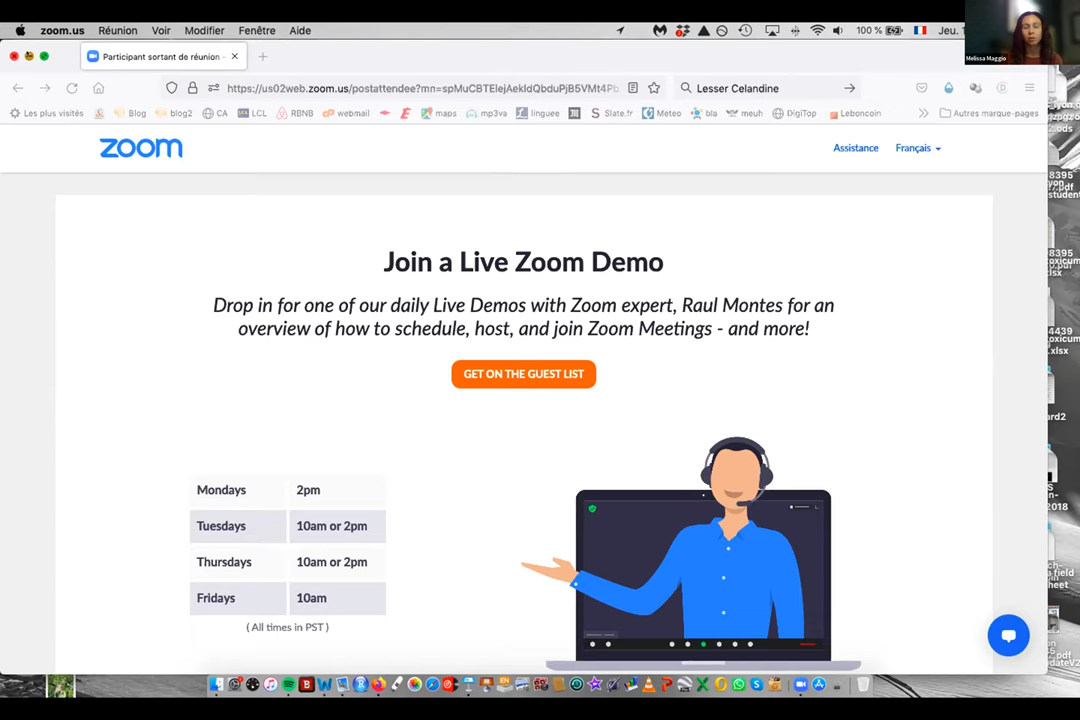 zoom.us Réunion Voir Modifier Fenêtre Aide 100 % Jeu.
Melissa Maggio
Participant sortant de réunion -
https://us02web.zoom.us/postattendee?mn=spMuCBTElejAekldQbduPjB5VMt4Pb
Lesser Celandine
Les plus visités Blog blog2 CA LCL RBNB webmail maps mp3va linguee Slate.fr Meteo bla meuh DigiTop Leboncoin Autres marque-pages
zoom
Assistance Français
Join a Live Zoom Demo
Drop in for one of our daily Live Demos with Zoom expert, Raul Montes for an
overview of how to schedule, host, and join Zoom Meetings - and more!
GET ON THE GUEST LIST
Mondays 2pm
Tuesdays 10am or 2pm
Thursdays 10am or 2pm
Fridays 10am
( All times in PST )